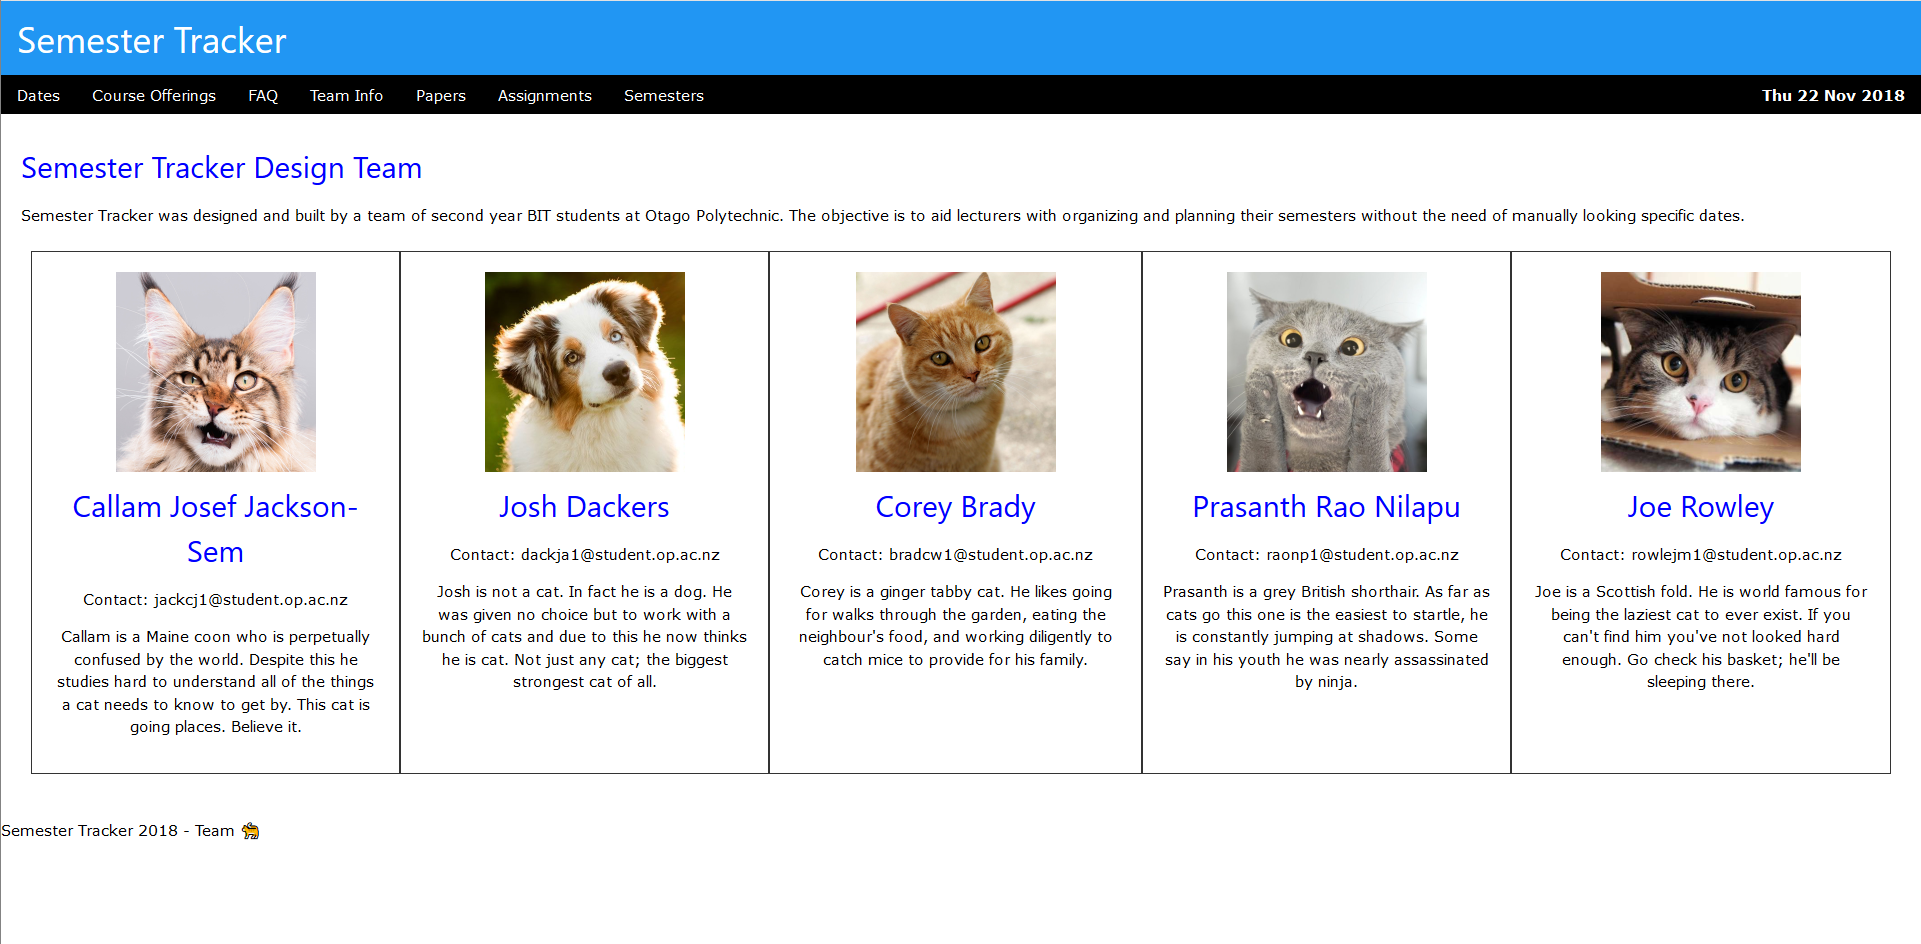 Semester Tracker
Dates Course Offerings FAQ Team Info Papers Assignments Semesters Thu 22 Nov 2018
Semester Tracker Design Team
Semester Tracker was designed and built by a team of second year BIT students at Otago Polytechnic. The objective is to aid lecturers with organizing and planning their semesters without the need of manually looking specific dates.
Callam Josef Jackson-
Sem
Contact: jackcj1@student.op.ac.nz
Callam is a Maine coon who is perpetually
confused by the world. Despite this he
studies hard to understand all of the things
a cat needs to know to get by. This cat is
going places. Believe it.
Josh Dackers
Contact: dackja1@student.op.ac.nz
Josh is not a cat. In fact he is a dog. He
was given no choice but to work with a
bunch of cats and due to this he now thinks
he is cat. Not just any cat; the biggest
strongest cat of all.
Corey Brady
Contact: bradcw1@student.op.ac.nz
Corey is a ginger tabby cat. He likes going
for walks through the garden, eating the
neighbour's food, and working diligently to
catch mice to provide for his family.
Prasanth Rao Nilapu
Contact: raonp1@student.op.ac.nz
Prasanth is a grey British shorthair. As far as
cats go this one is the easiest to startle, he
is constantly jumping at shadows. Some
say in his youth he was nearly assassinated
by ninja.
Joe Rowley
Contact: rowlejm1@student.op.ac.nz
Joe is a Scottish fold. He is world famous for
being the laziest cat to ever exist. If you
can't find him you've not looked hard
enough. Go check his basket; he'll be
sleeping there.
Semester Tracker 2018 - Team 🐈